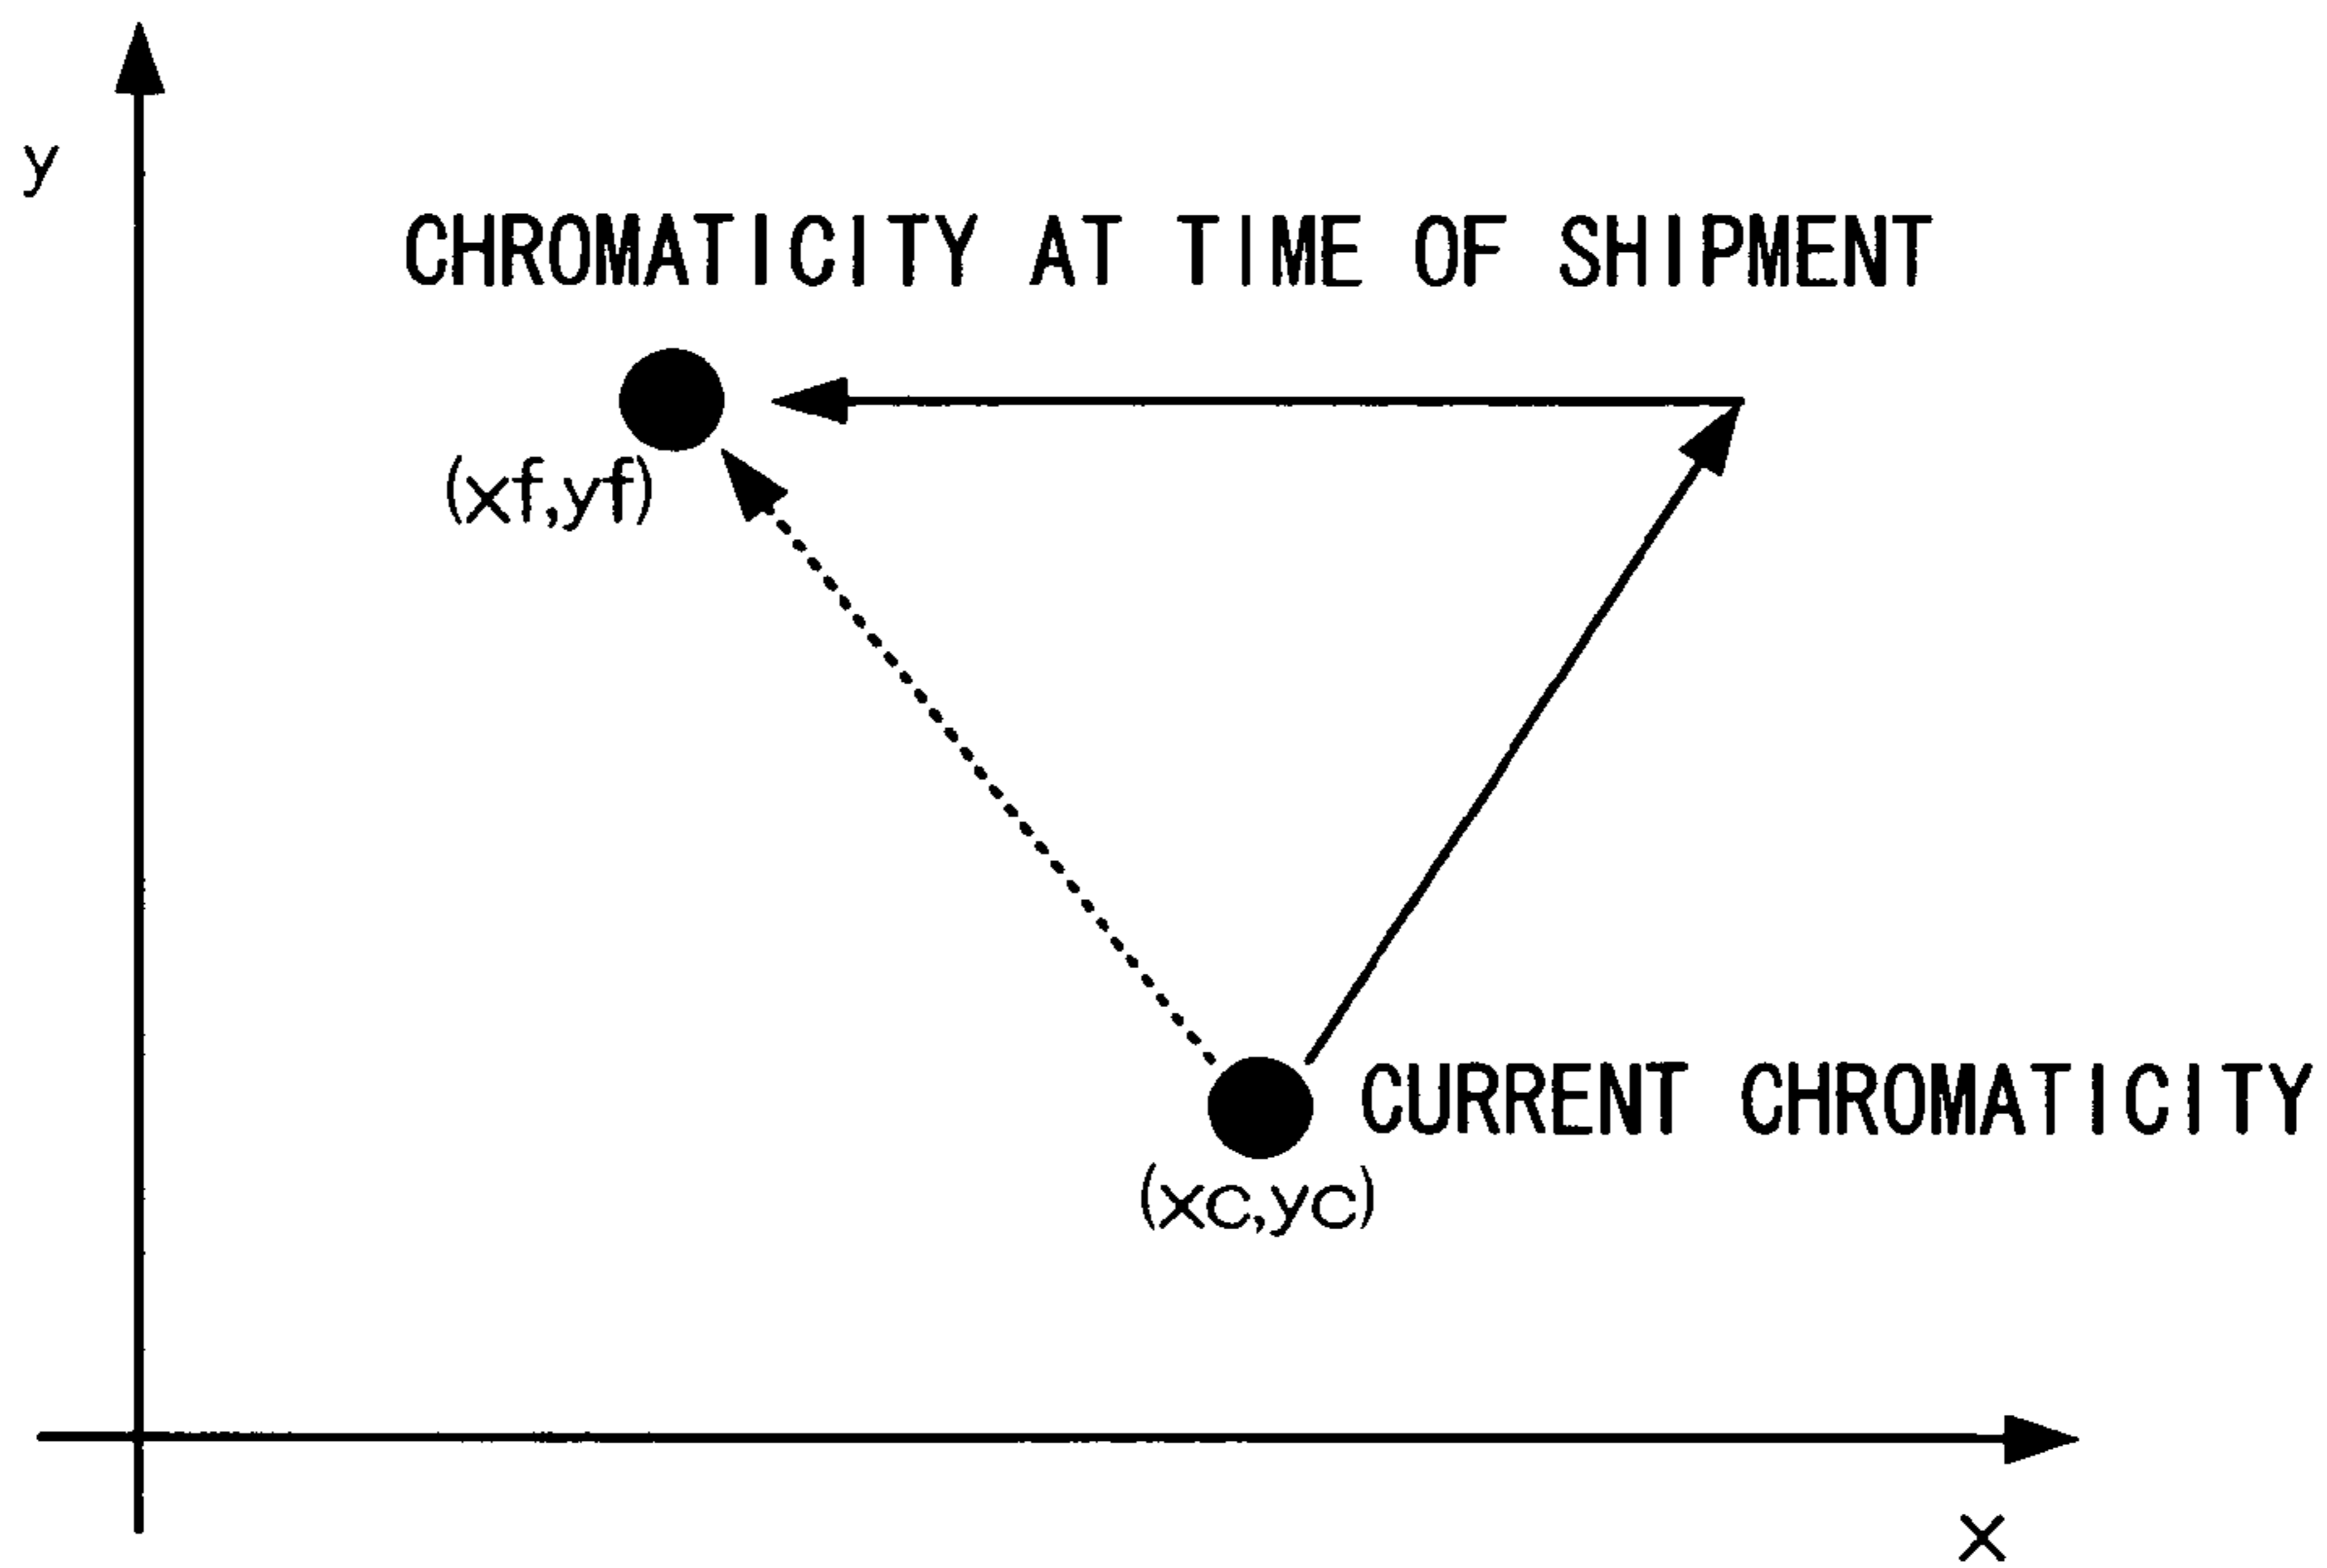 y
CHROMATICITY AT TIME OF SHIPMENT
(xf,yf)
CURRENT CHROMATICITY
(xc,yc)
x